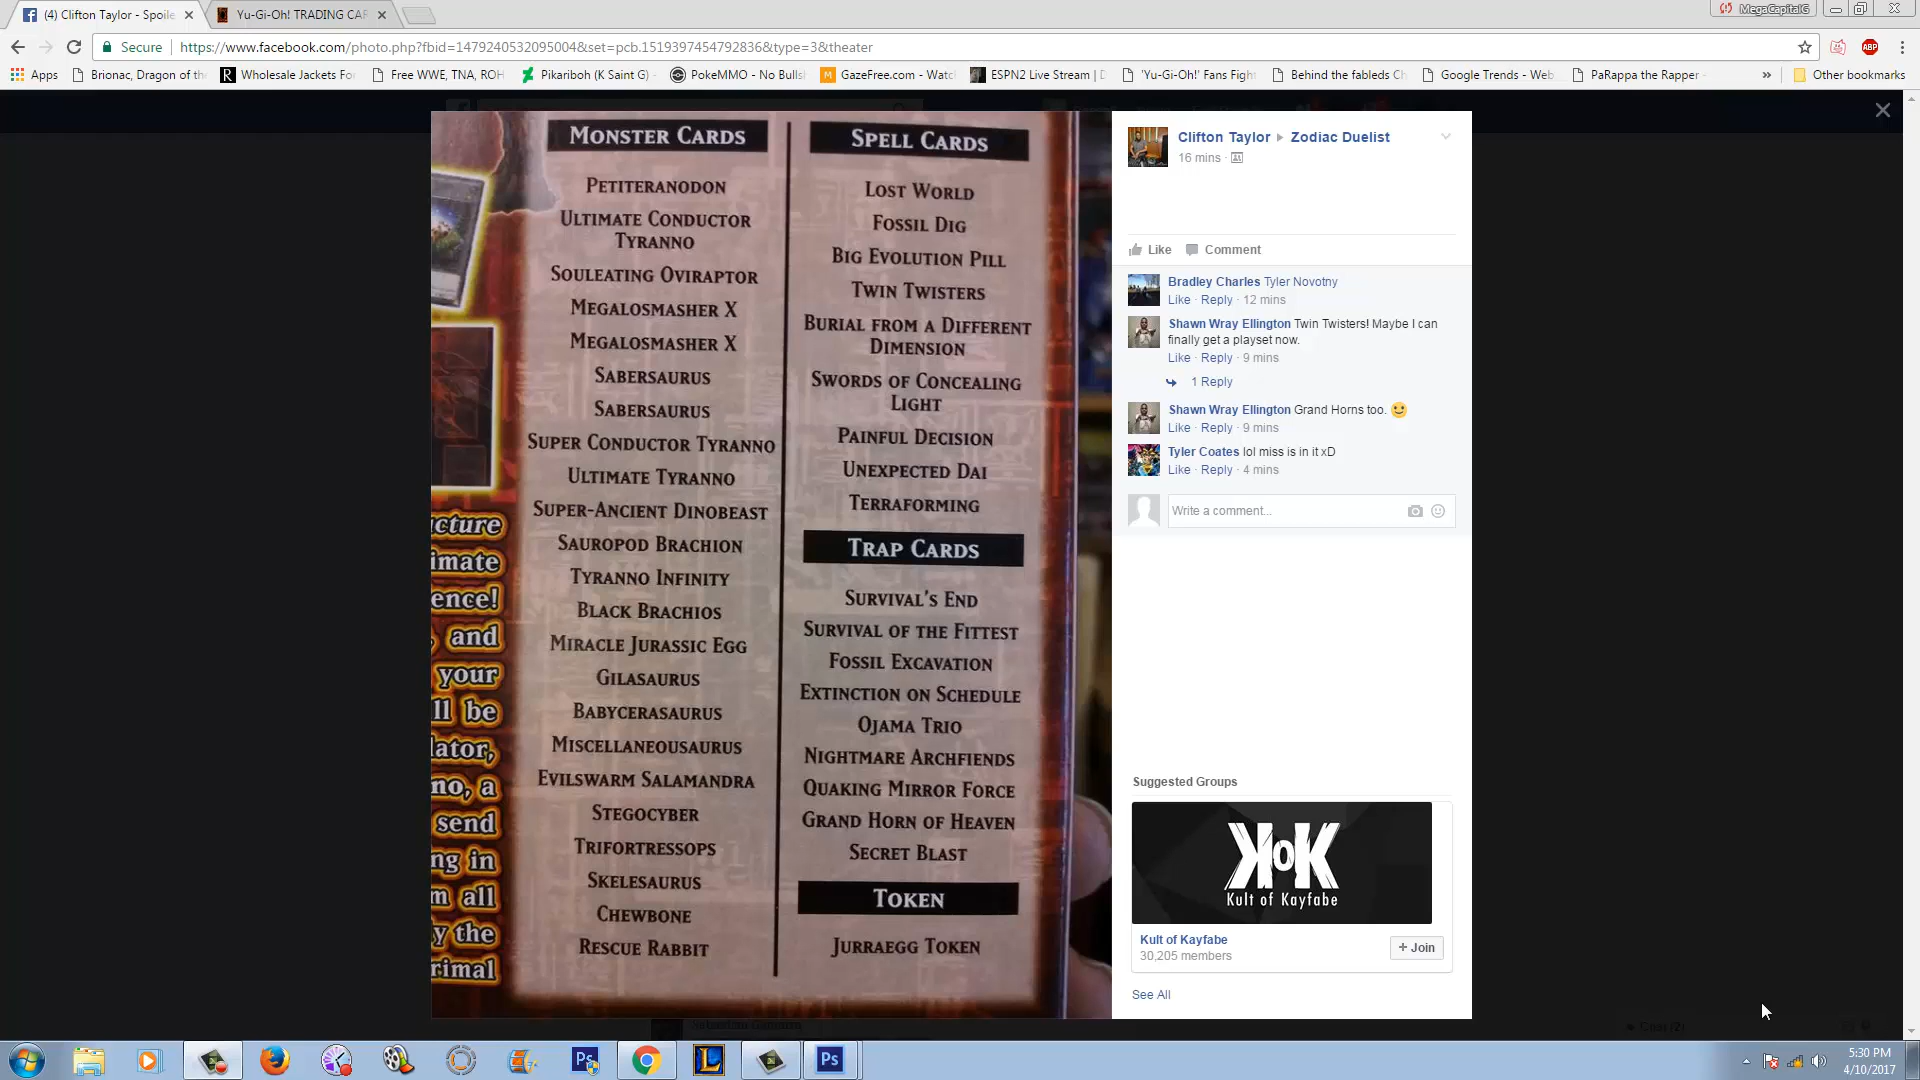 (4) Clifton Taylor - Spoile
Yu-Gi-Oh! TRADING CAR
MegaCapitalG
Secure
https://www.facebook.com/photo.php?fbid=1479240532095004&set=pcb.1519397454792836&type=3&theater
ABP
Apps
Brionac, Dragon of the
Wholesale Jackets For
Free WWE, TNA, ROH
Pikariboh (K Saint G) -
PokeMMO - No Bulls
GazeFree.com - Watc
ESPN2 Live Stream | D
'Yu-Gi-Oh!' Fans Figh
Behind the fableds Ch
Google Trends - Web
PaRappa the Rapper -
Other bookmarks
MONSTER CARDS
PETITERANODON
ULTIMATE CONDUCTOR
TYRANNO
SOULEATING OVIRAPTOR
MEGALOSMASHER X
MEGALOSMASHER X
SABERSAURUS
SABERSAURUS
SUPER CONDUCTOR TYRANNO
ULTIMATE TYRANNO
SUPER-ANCIENT DINOBEAST
SAUROPOD BRACHION
TYRANNO INFINITY
BLACK BRACHIOS
MIRACLE JURASSIC EGG
GILASAURUS
BABYCERASAURUS
MISCELLANEOUSAURUS
EVILSWARM SALAMANDRA
STEGOCYBER
TRIFORTRESSOPS
SKELESAURUS
CHEWBONE
RESCUE RABBIT
SPELL CARDS
LOST WORLD
FOSSIL DIG
BIG EVOLUTION PILL
TWIN TWISTERS
BURIAL FROM A DIFFERENT
DIMENSION
SWORDS OF CONCEALING
LIGHT
PAINFUL DECISION
UNEXPECTED DAI
TERRAFORMING
TRAP CARDS
SURVIVAL'S END
SURVIVAL OF THE FITTEST
FOSSIL EXCAVATION
EXTINCTION ON SCHEDULE
OJAMA TRIO
NIGHTMARE ARCHFIENDS
QUAKING MIRROR FORCE
GRAND HORN OF HEAVEN
SECRET BLAST
TOKEN
JURRAEGG TOKEN
icture
imate
ence!
, and
your
ll be
lator,
no, a
send
ng in
m all
y the
rimal
Clifton Taylor ▸ Zodiac Duelist
16 mins ·
Like Comment
Bradley Charles Tyler Novotny
Like · Reply · 12 mins
Shawn Wray Ellington Twin Twisters! Maybe I can
finally get a playset now.
Like · Reply · 9 mins
1 Reply
Shawn Wray Ellington Grand Horns too. 😉
Like · Reply · 9 mins
Tyler Coates lol miss is in it xD
Like · Reply · 4 mins
Write a comment...
Suggested Groups
KOK
Kult of Kayfabe
Kult of Kayfabe
30,205 members
+ Join
See All
Ps
L
Ps
5:30 PM
4/10/2017